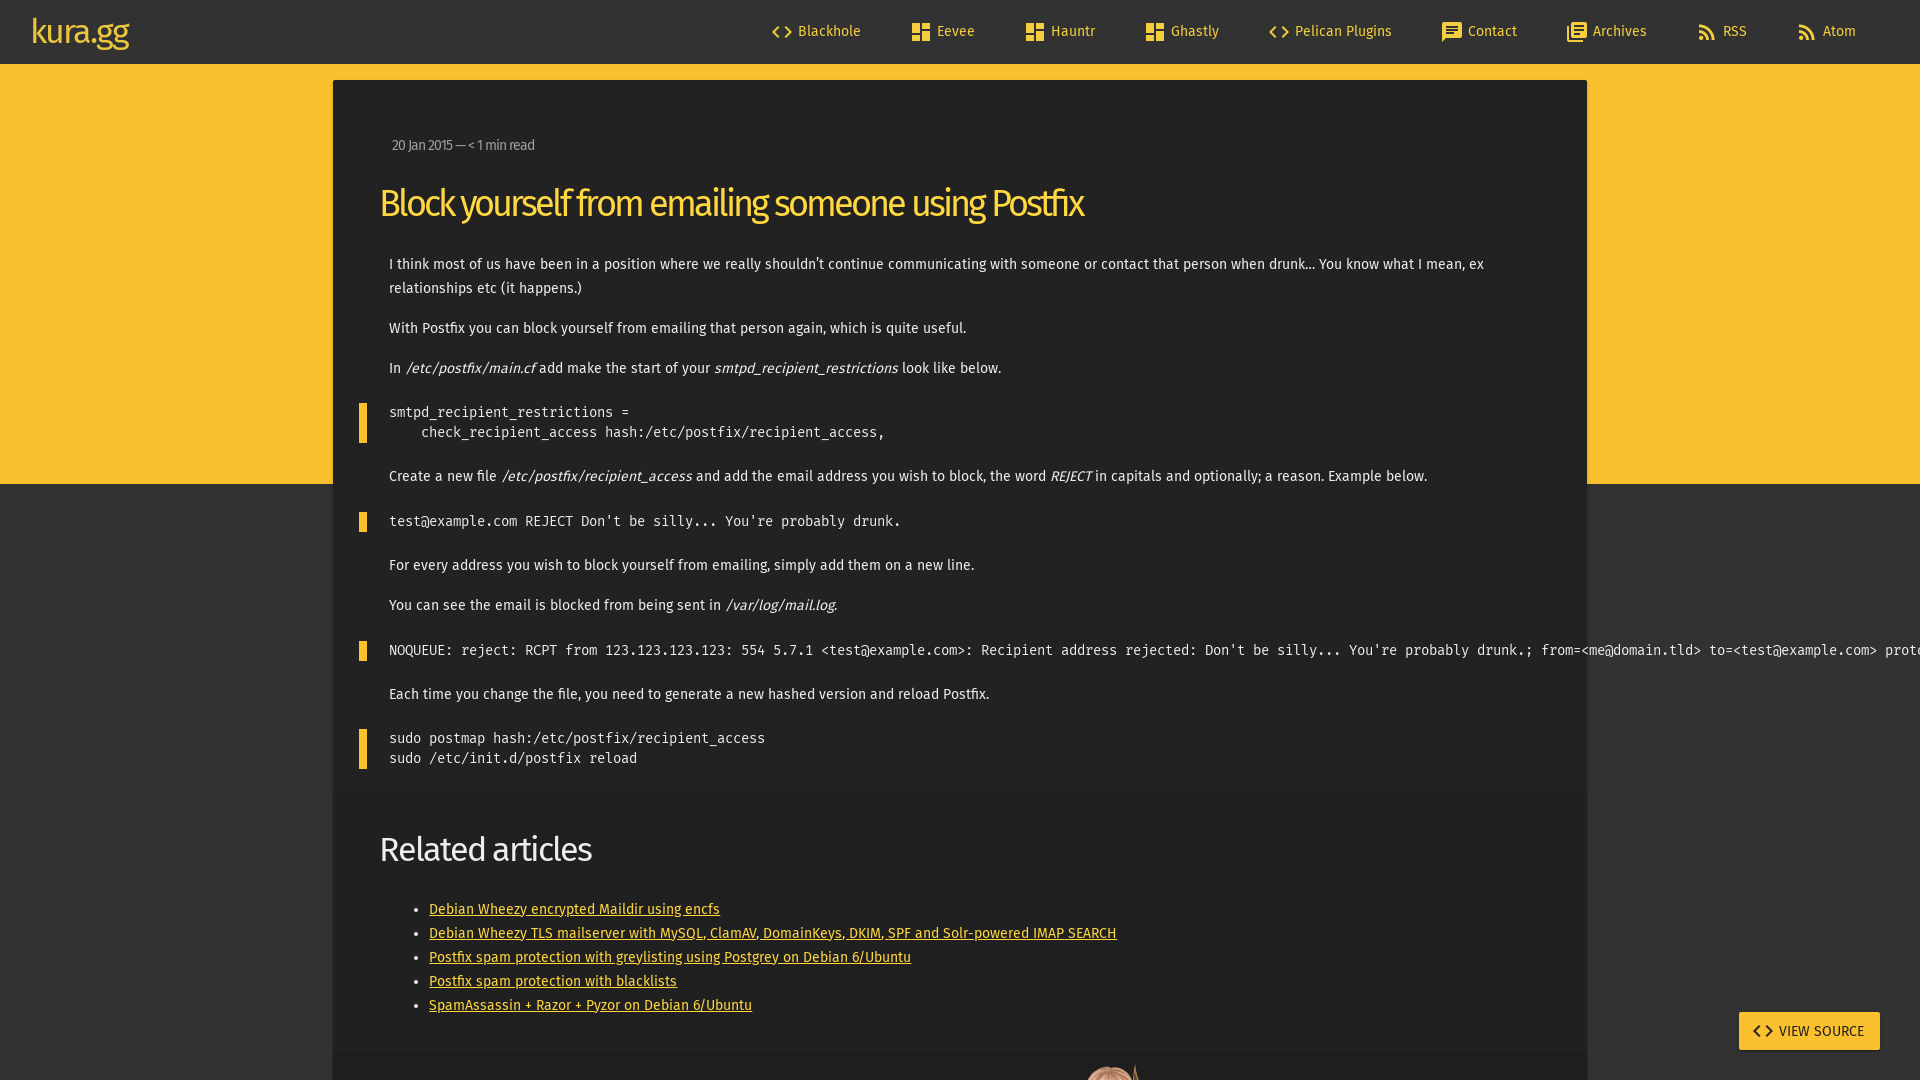 kura.gg
Blackhole
Eevee
Hauntr
Ghastly
Pelican Plugins
Contact
Archives
RSS
Atom
20 Jan 2015 — < 1 min read
Block yourself from emailing someone using Postfix
I think most of us have been in a position where we really shouldn’t continue communicating with someone or contact that person when drunk… You know what I mean, ex
relationships etc (it happens.)
With Postfix you can block yourself from emailing that person again, which is quite useful.
In /etc/postfix/main.cf add make the start of your smtpd_recipient_restrictions look like below.
smtpd_recipient_restrictions =
    check_recipient_access hash:/etc/postfix/recipient_access,
Create a new file /etc/postfix/recipient_access and add the email address you wish to block, the word REJECT in capitals and optionally; a reason. Example below.
test@example.com REJECT Don't be silly... You're probably drunk.
For every address you wish to block yourself from emailing, simply add them on a new line.
You can see the email is blocked from being sent in /var/log/mail.log.
NOQUEUE: reject: RCPT from 123.123.123.123: 554 5.7.1 <test@example.com>: Recipient address rejected: Don't be silly... You're probably drunk.; from=<me@domain.tld> to=<test@example.com>
Each time you change the file, you need to generate a new hashed version and reload Postfix.
sudo postmap hash:/etc/postfix/recipient_access
sudo /etc/init.d/postfix reload
Related articles
• Debian Wheezy encrypted Maildir using encfs
• Debian Wheezy TLS mailserver with MySQL, ClamAV, DomainKeys, DKIM, SPF and Solr-powered IMAP SEARCH
• Postfix spam protection with greylisting using Postgrey on Debian 6/Ubuntu
• Postfix spam protection with blacklists
• SpamAssassin + Razor + Pyzor on Debian 6/Ubuntu
VIEW SOURCE